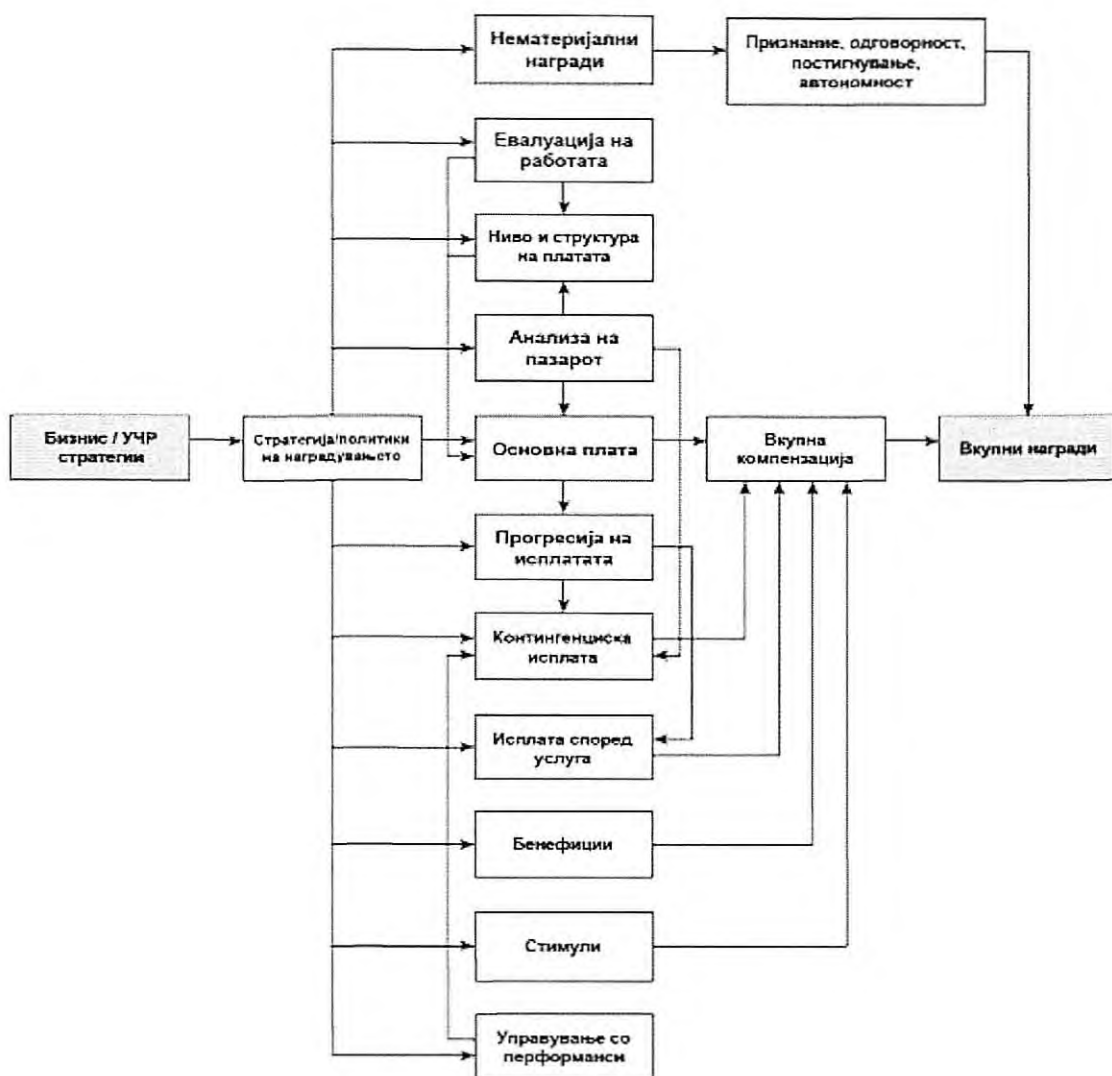 Нематеријални
награди
Признание, одговорност,
постигнување,
автономност
Евалуација на
работата
Ниво и структура
на платата
Анализа на
пазарот
Бизнис / УЧР
стратегии
Стратегија/политики
на наградувањето
Основна плата
Вкупна
компензација
Вкупни награди
Прогресија на
исплатата
Контингенциска
исплата
Исплата според
услуга
Бенефиции
Стимули
Управување со
перформанси